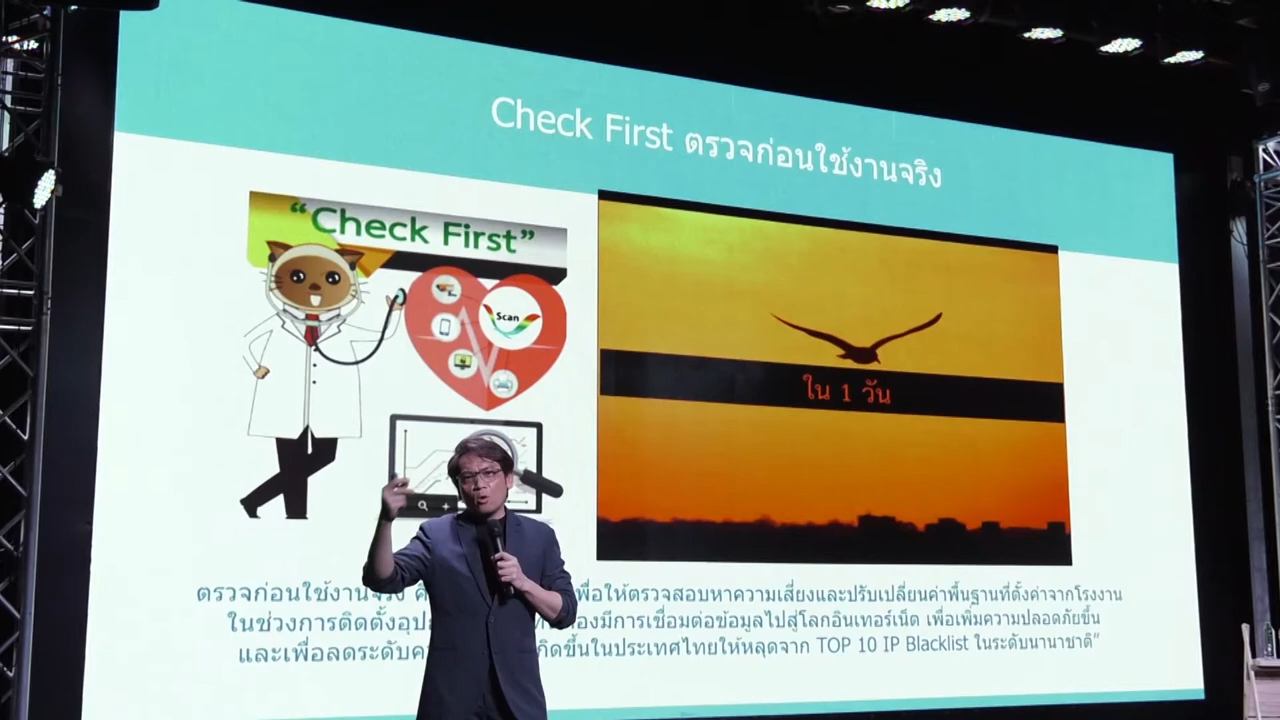 Check First ตรวจก่อนใช้งานจริง
“Check First”
Scan
ใน 1 วัน
ตรวจก่อนใช้งานจริง เพื่อให้ตรวจสอบหาความเสี่ยงและปรับเปลี่ยนค่าพื้นฐานที่ตั้งค่าจากโรงงาน
ในช่วงการติดตั้ง มีการเชื่อมต่อข้อมูลไปสู่โลกอินเทอร์เน็ต เพื่อเพิ่มความปลอดภัยขึ้น
และเพื่อลดระดับ เกิดขึ้นในประเทศไทยให้หลุดจาก TOP 10 IP Blacklist ในระดับนานาชาติ”